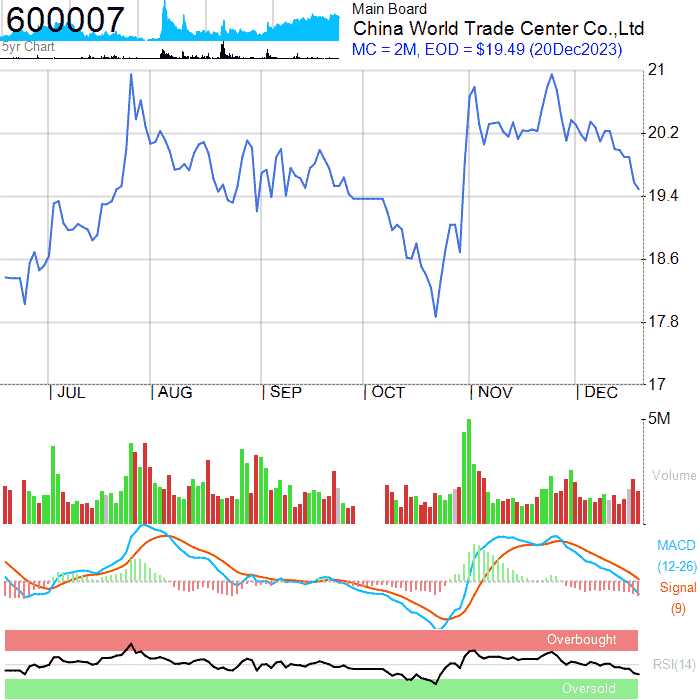 600007
5yr Chart
Main Board
China World Trade Center Co.,Ltd
MC = 2M, EOD = $19.49 (20Dec2023)
21
20.2
19.4
18.6
17.8
17
JUL AUG SEP OCT NOV DEC
5M
Volume
MACD
(12-26)
Signal
(9)
Overbought
RSI(14)
Oversold